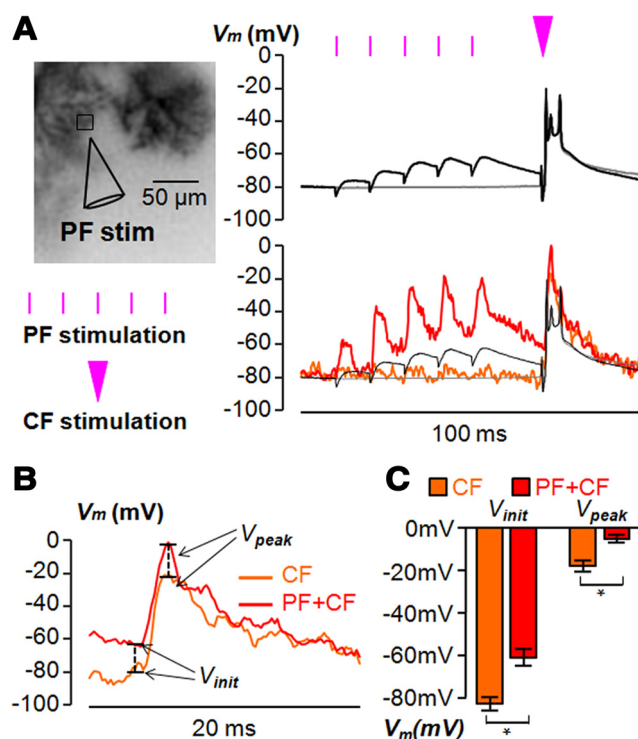 A
Vm (mV)
0
-20
-40
-60
-80
-100
50 μm
PF stim
PF stimulation
CF stimulation
0
-20
-40
-60
-80
-100
100 ms
B
Vm (mV)
0
-20
-40
-60
-80
-100
Vpeak
CF
PF+CF
Vinit
20 ms
C
CF PF+CF
Vinit Vpeak
0mV
-20mV
-40mV
-60mV
-80mV
Vm(mV)
*
*